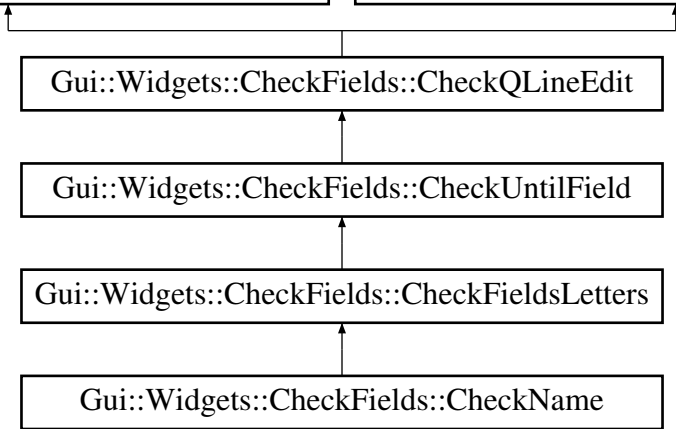 Gui::Widgets::CheckFields::CheckQLineEdit
Gui::Widgets::CheckFields::CheckUntilField
Gui::Widgets::CheckFields::CheckFieldsLetters
Gui::Widgets::CheckFields::CheckName